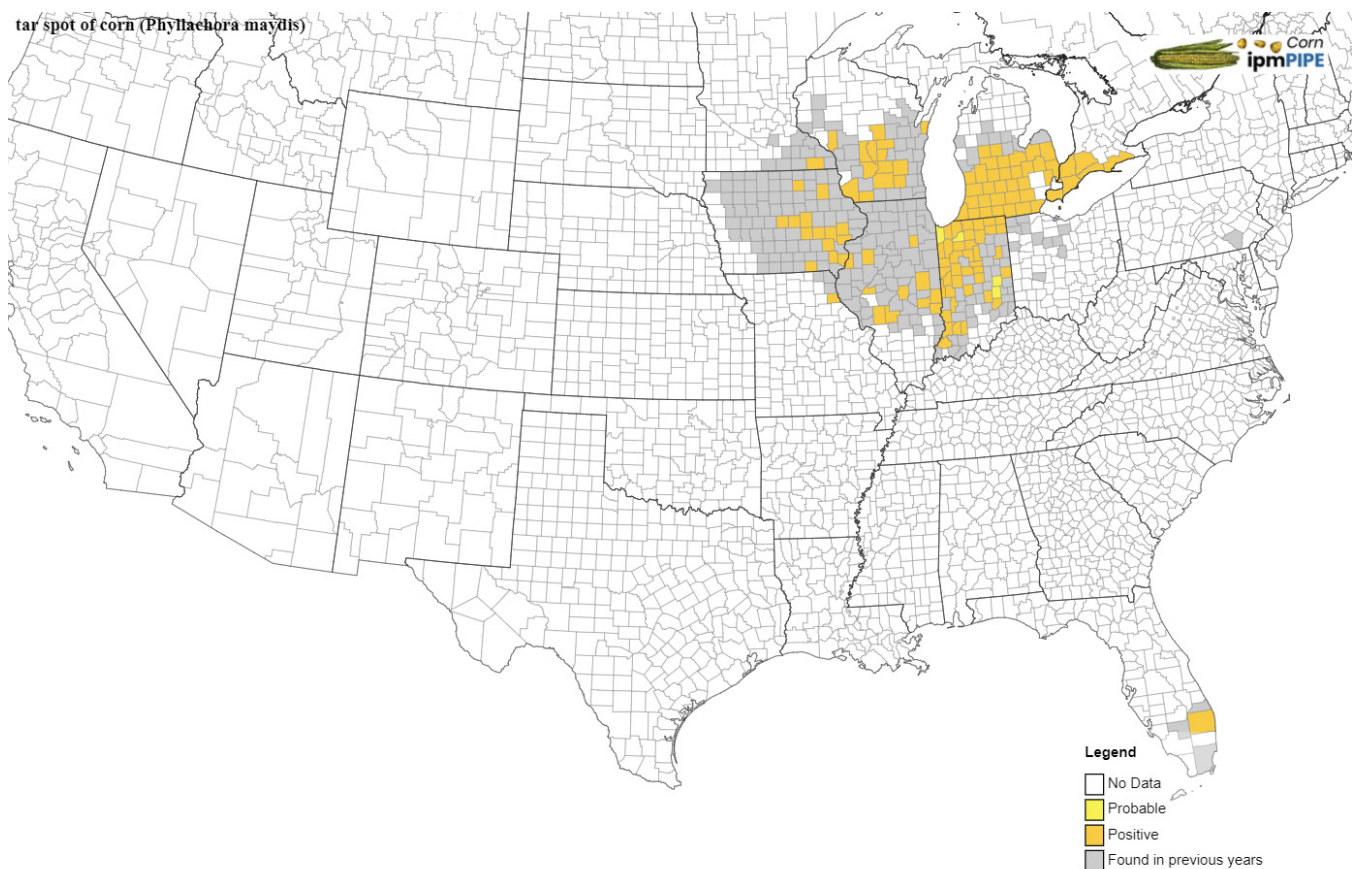 tar spot of corn (Phyllachora maydis)
Corn
ipmPIPE
Legend
No Data
Probable
Positive
Found in previous years